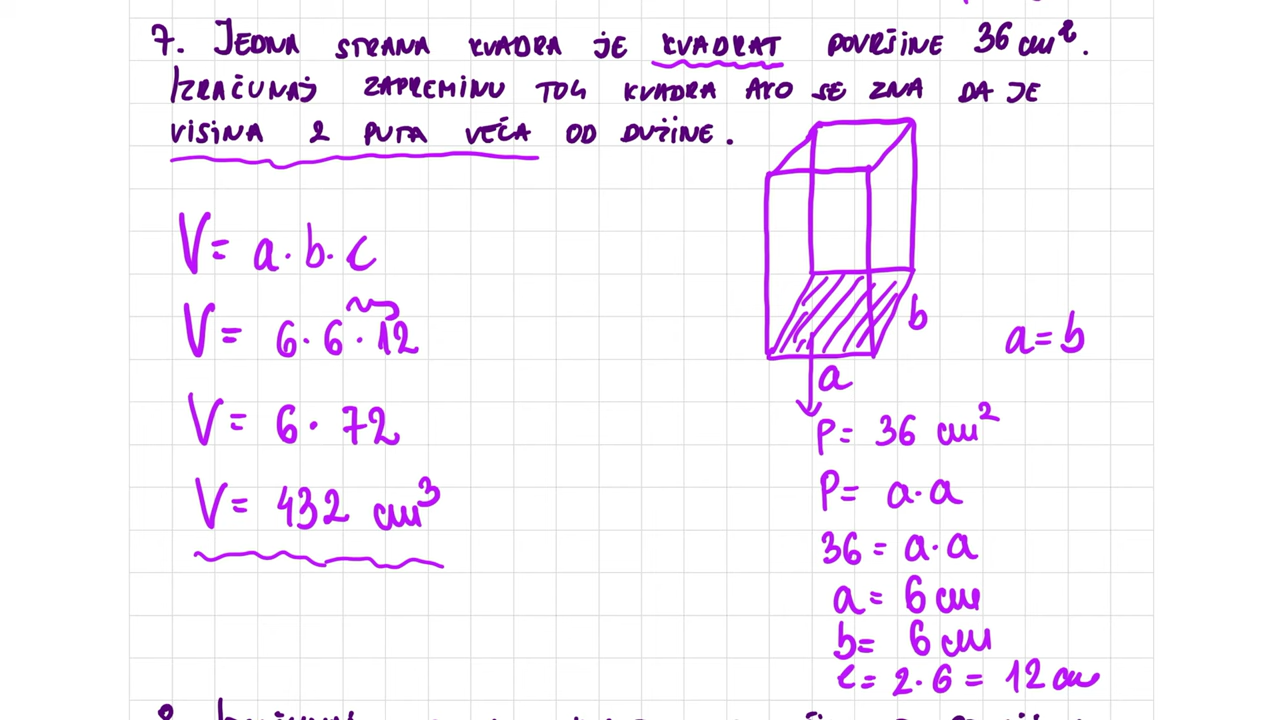 7. JEDNA STRANA KVADRA JE KVADRAT POVRŠINE 36 cm².
IZRAČUNAJ ZAPREMINU TOG KVADRA AKO SE ZNA DA JE
VISINA 2 PUTA VEĆA OD DUŽINE.
V = a·b·c
V = 6·6·12
V = 6·72
V = 432 cm³
b
a
a = b
P = 36 cm²
P = a·a
36 = a·a
a = 6 cm
b = 6 cm
c = 2·6 = 12 cm